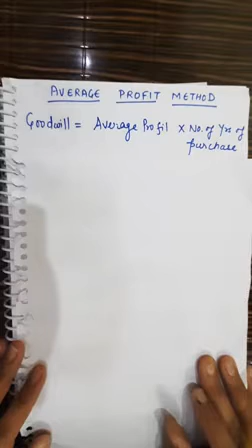 AVERAGE PROFIT METHOD
Goodwill = Average Profit × No. of Yrs of
purchase